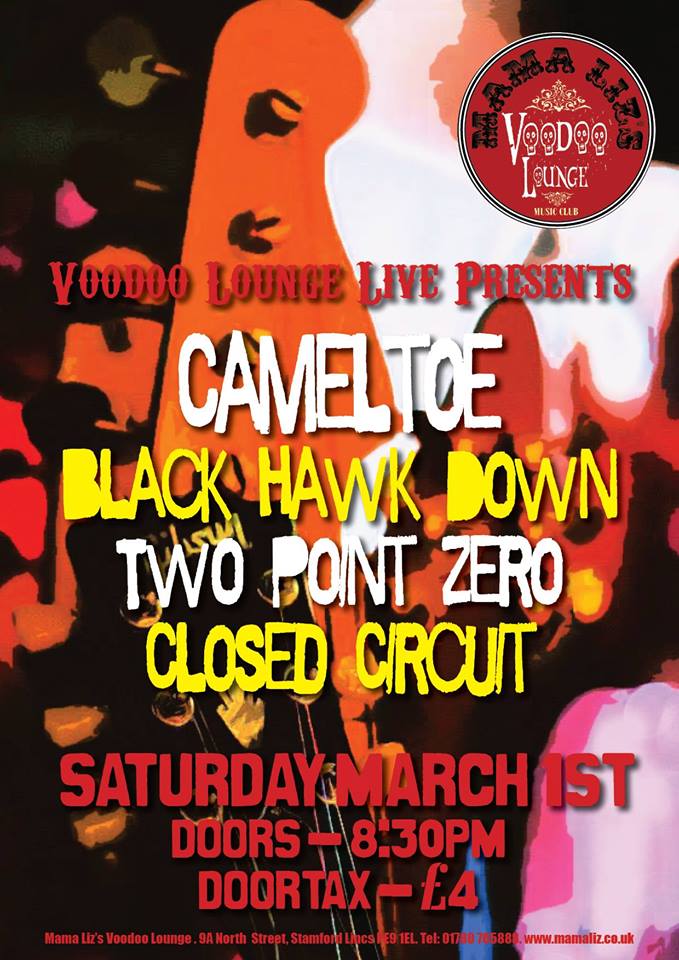 MAMA LIZ'S
VOODOO
LOUNGE
MUSIC CLUB
VOODOO LOUNGE LIVE PRESENTS
CAMELTOE
BLACK HAWK DOWN
TWO POINT ZERO
CLOSED CIRCUIT
SATURDAY MARCH 1ST
DOORS – 8.30PM
DOORTAX – £4
Mama Liz's Voodoo Lounge . 9A North Street, Stamford Lincs PE9 1EL. Tel: 01780 765888. www.mamaliz.co.uk